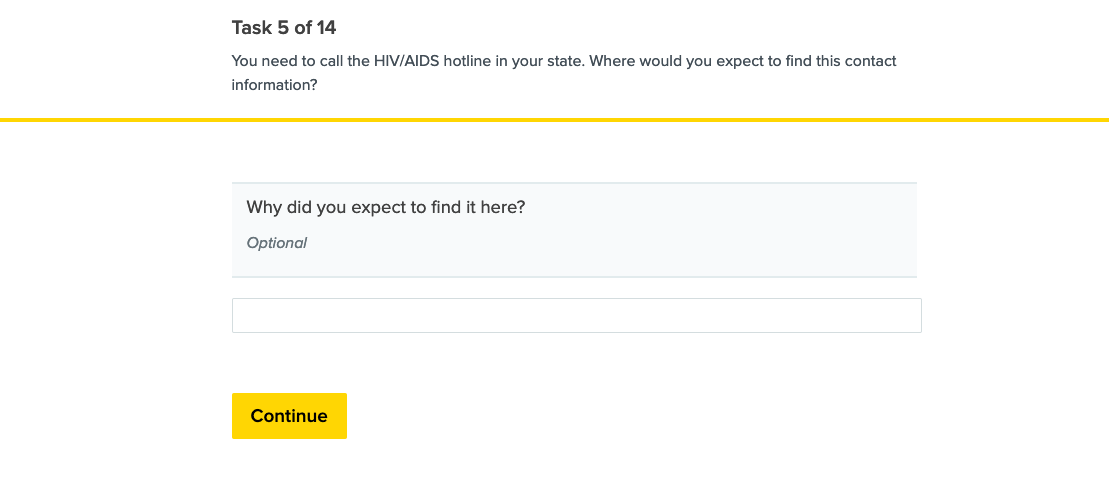 Task 5 of 14
You need to call the HIV/AIDS hotline in your state. Where would you expect to find this contact
information?
Why did you expect to find it here?
Optional
Continue